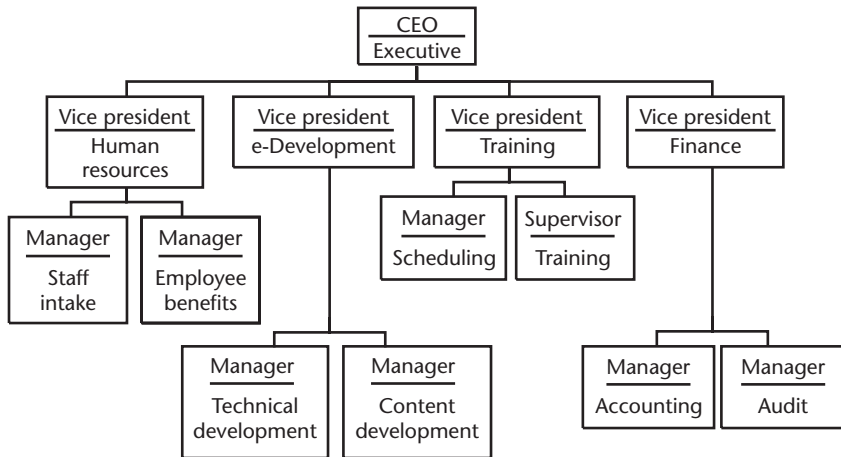 CEO
Executive
Vice president
Human
resources
Vice president
e-Development
Vice president
Training
Vice president
Finance
Manager
Staff
intake
Manager
Employee
benefits
Manager
Scheduling
Supervisor
Training
Manager
Technical
development
Manager
Content
development
Manager
Accounting
Manager
Audit